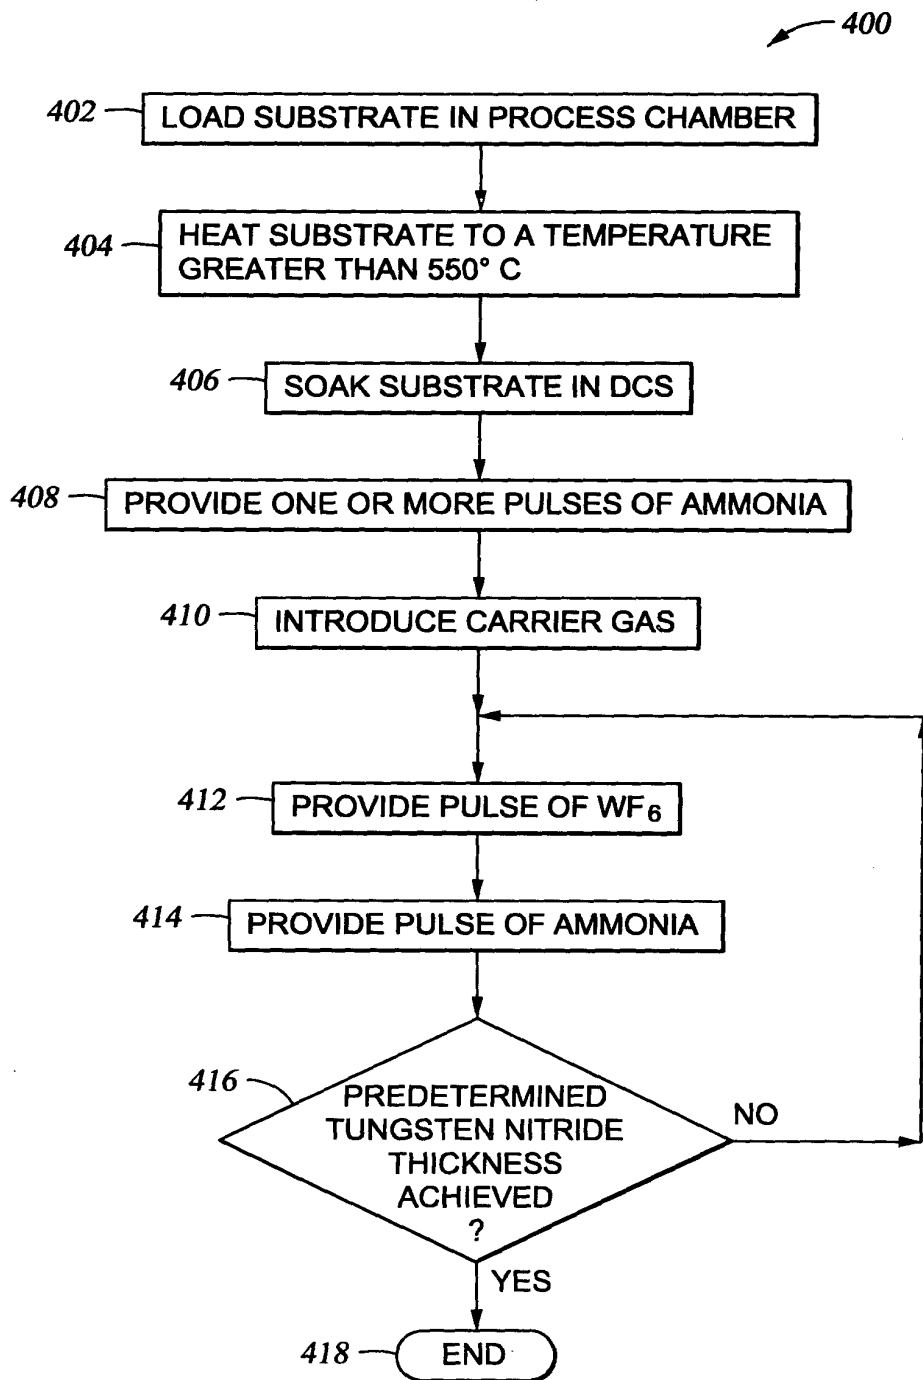 400
402 LOAD SUBSTRATE IN PROCESS CHAMBER
404 HEAT SUBSTRATE TO A TEMPERATURE
GREATER THAN 550° C
406 SOAK SUBSTRATE IN DCS
408 PROVIDE ONE OR MORE PULSES OF AMMONIA
410 INTRODUCE CARRIER GAS
412 PROVIDE PULSE OF WF6
414 PROVIDE PULSE OF AMMONIA
416
PREDETERMINED
TUNGSTEN NITRIDE
THICKNESS
ACHIEVED
?
NO
YES
418 END